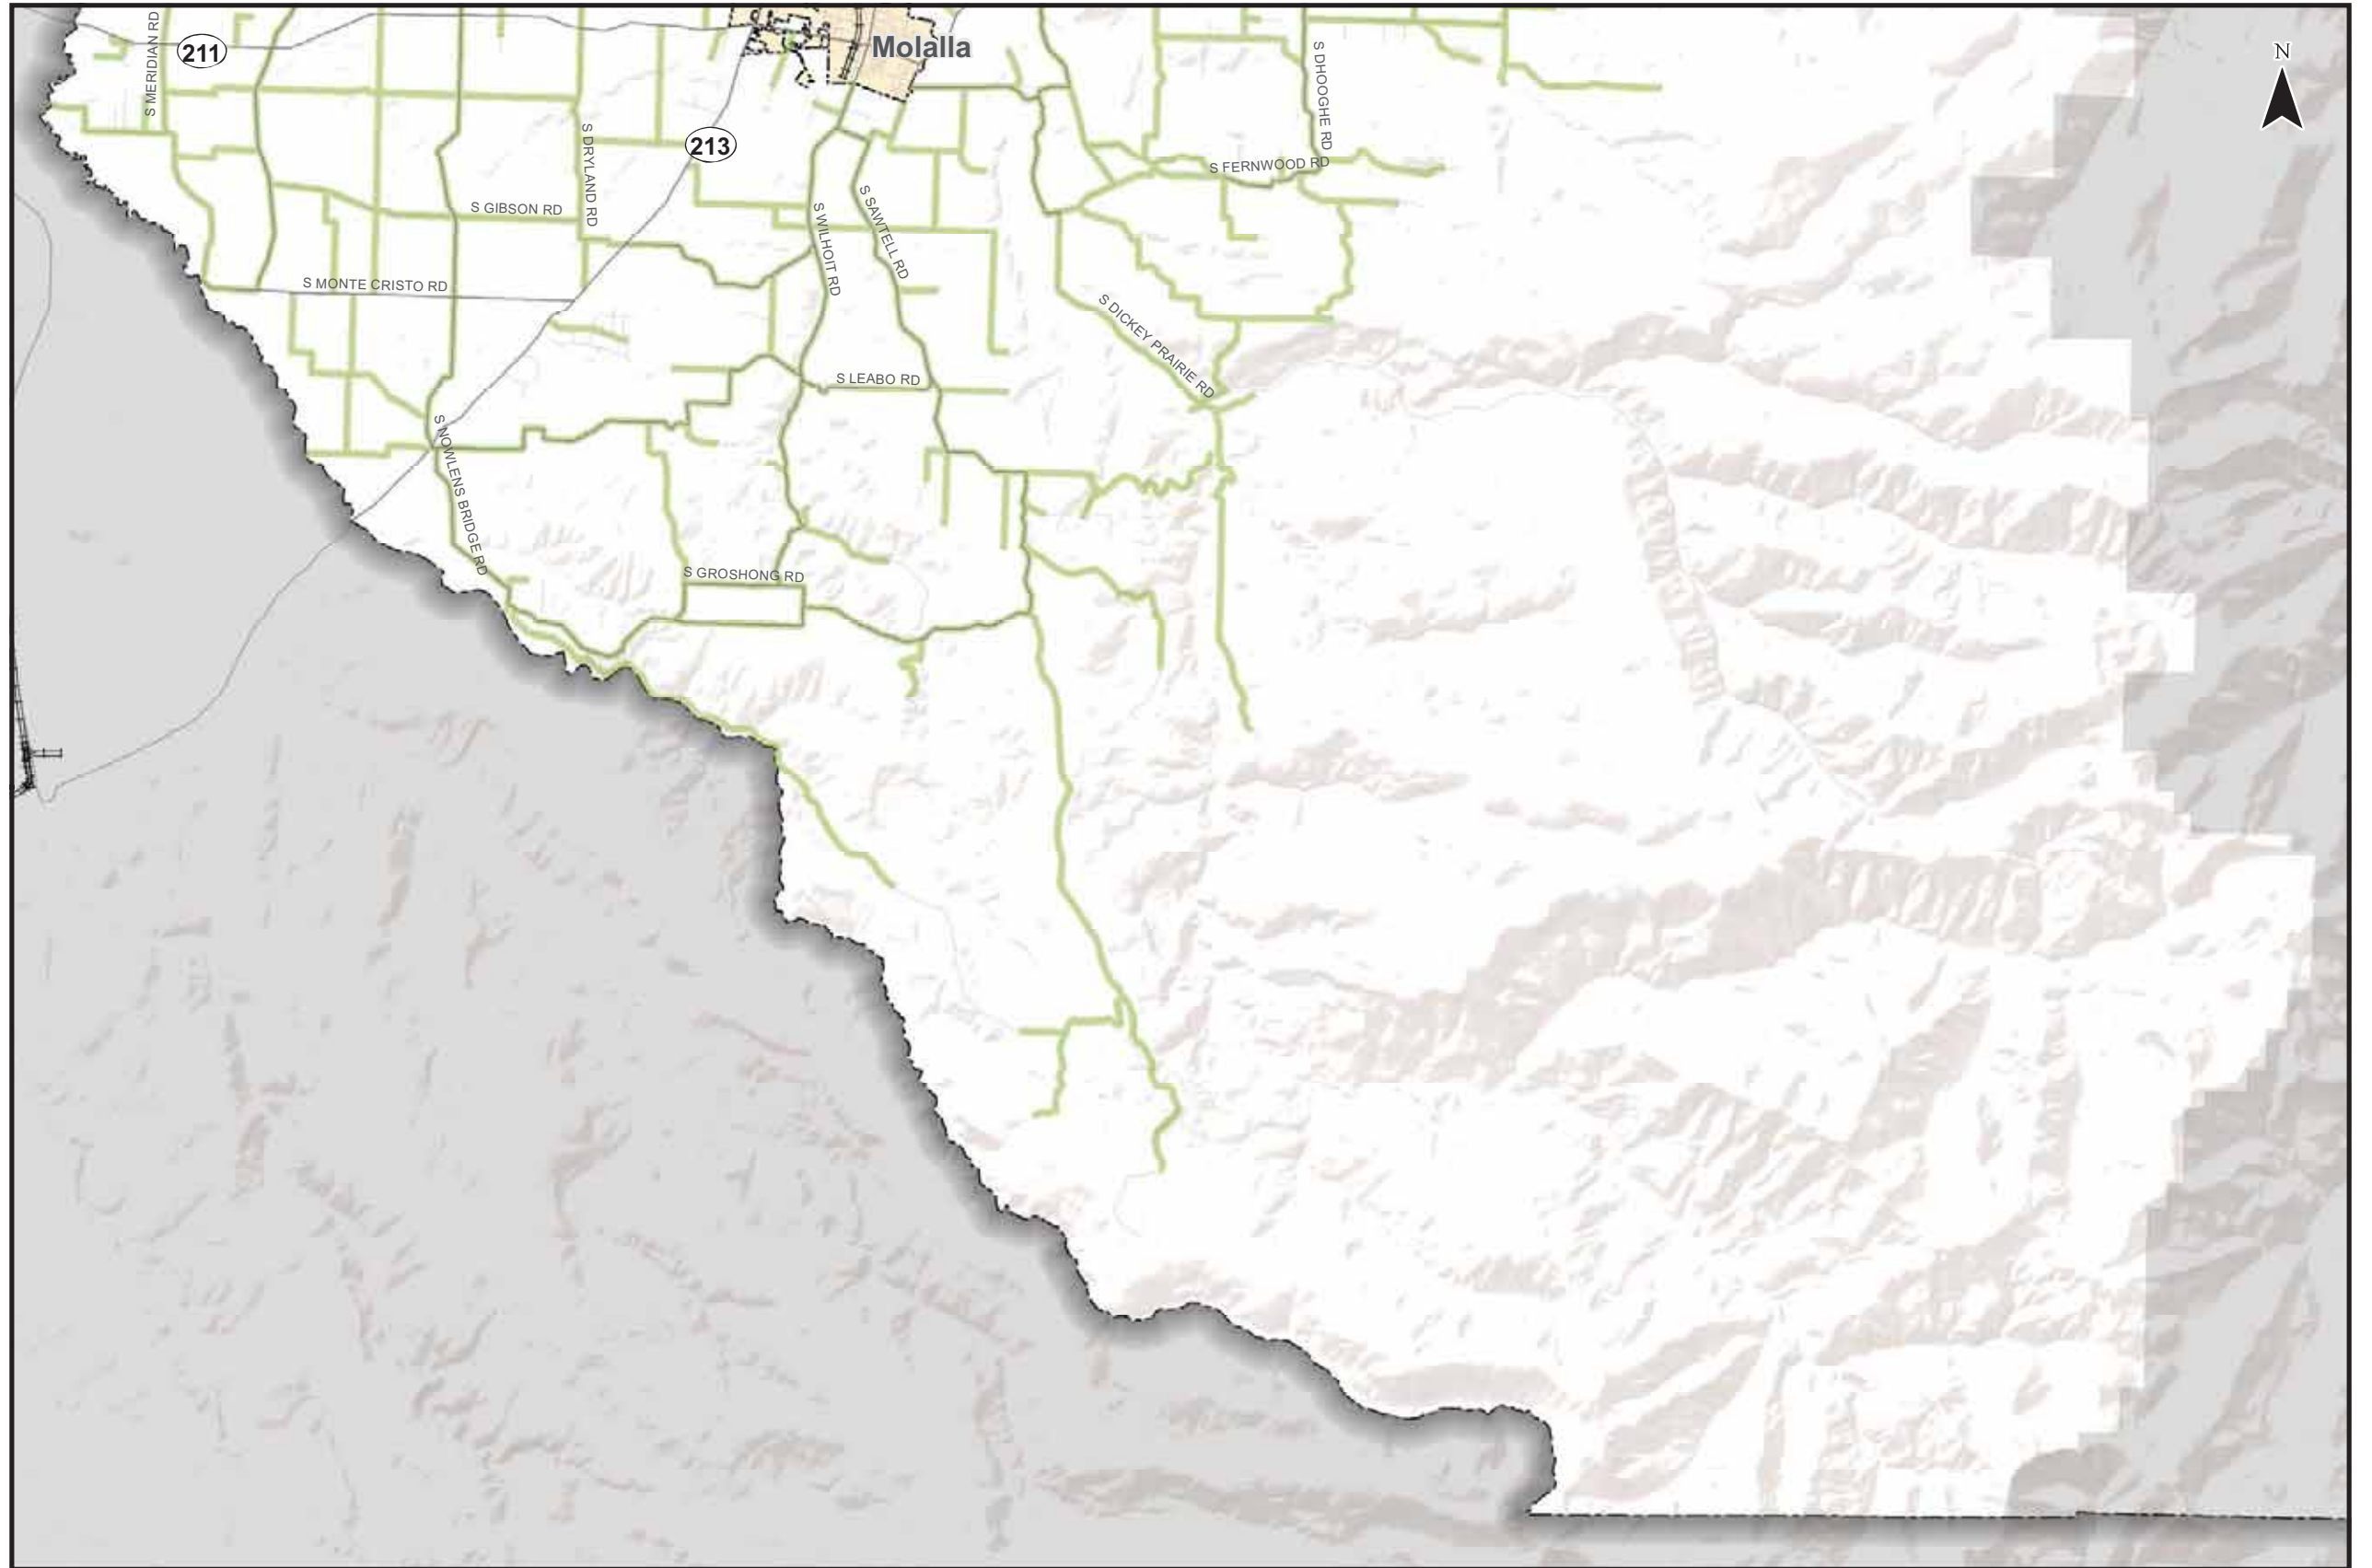 S MERIDIAN RD
211
Molalla
N
S DHOOGHE RD
213
S DRYLAND RD
S FERNWOOD RD
S GIBSON RD
S WILHOIT RD
S SAWTELL RD
S MONTE CRISTO RD
S DICKEY PRAIRIE RD
S LEABO RD
S NOWLENS BRIDGE RD
S GROSHONG RD